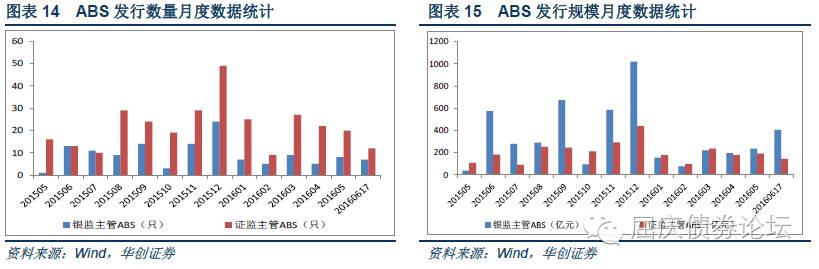 图表 14 ABS 发行数量月度数据统计
60
50
40
30
20
10
0
201505 201506 201507 201508 201509 201510 201511 201512 201601 201602 201603 201604 201605 20160617
银监主管ABS（只） 证监主管ABS（只）
资料来源：Wind，华创证券
图表 15 ABS 发行规模月度数据统计
1200
1000
800
600
400
200
0
201505 201506 201507 201508 201509 201510 201511 201512 201601 201602 201603 201604 201605 20160617
银监主管ABS（亿元） 证监主管ABS（亿元）
屈庆债券论坛
资料来源：Wind，华创证券